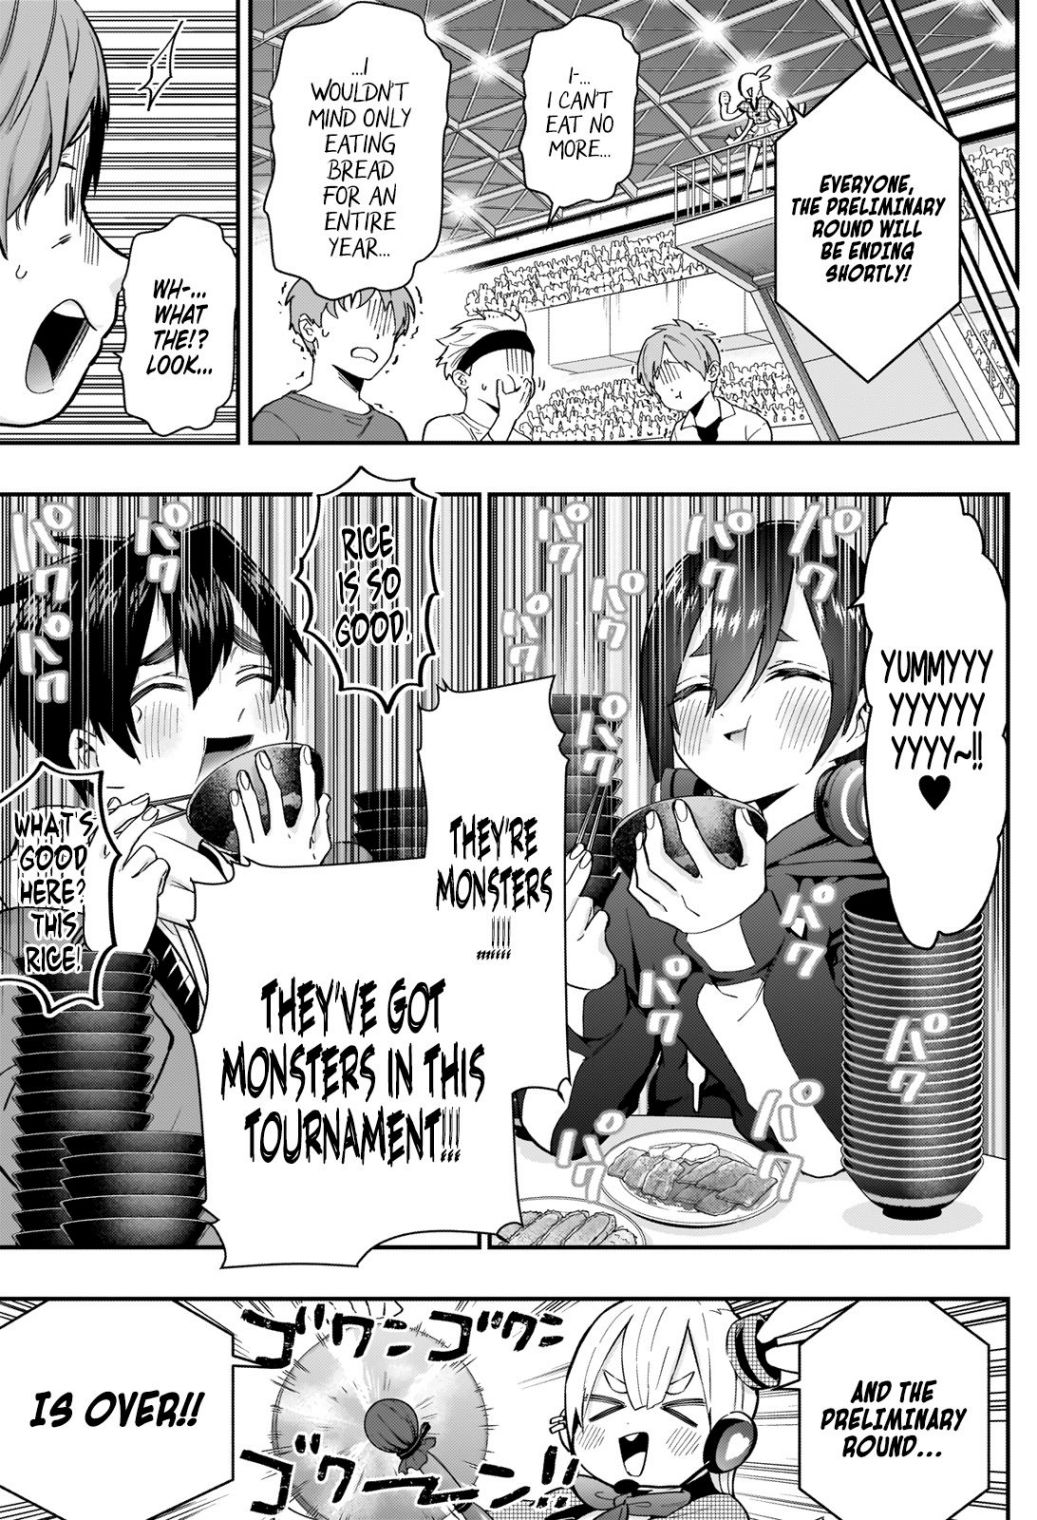 EVERYONE,
THE PRELIMINARY
ROUND WILL
BE ENDING
SHORTLY!
I-...
I CAN'T
EAT NO
MORE...
...I
WOULDN'T
MIND ONLY
EATING
BREAD
FOR AN
ENTIRE
YEAR...
WH-...
WHAT
THE!?
LOOK...
YUMMYYY
YYYYYYY
YYYY~!!
♥
パク
パク
パク
パク
パク
パク
パク
パク
パク
パク
THEY'RE
MONSTERS
!!!!
.......
RICE
IS SO
GOOD.
パク
パク
パク
WHAT'S
GOOD
HERE?
THIS
RICE!
THEY'VE GOT
MONSTERS IN THIS
TOURNAMENT!!!
AND THE
PRELIMINARY
ROUND...
ゴワン
ゴワン
ゴワーーン!!
IS OVER!!